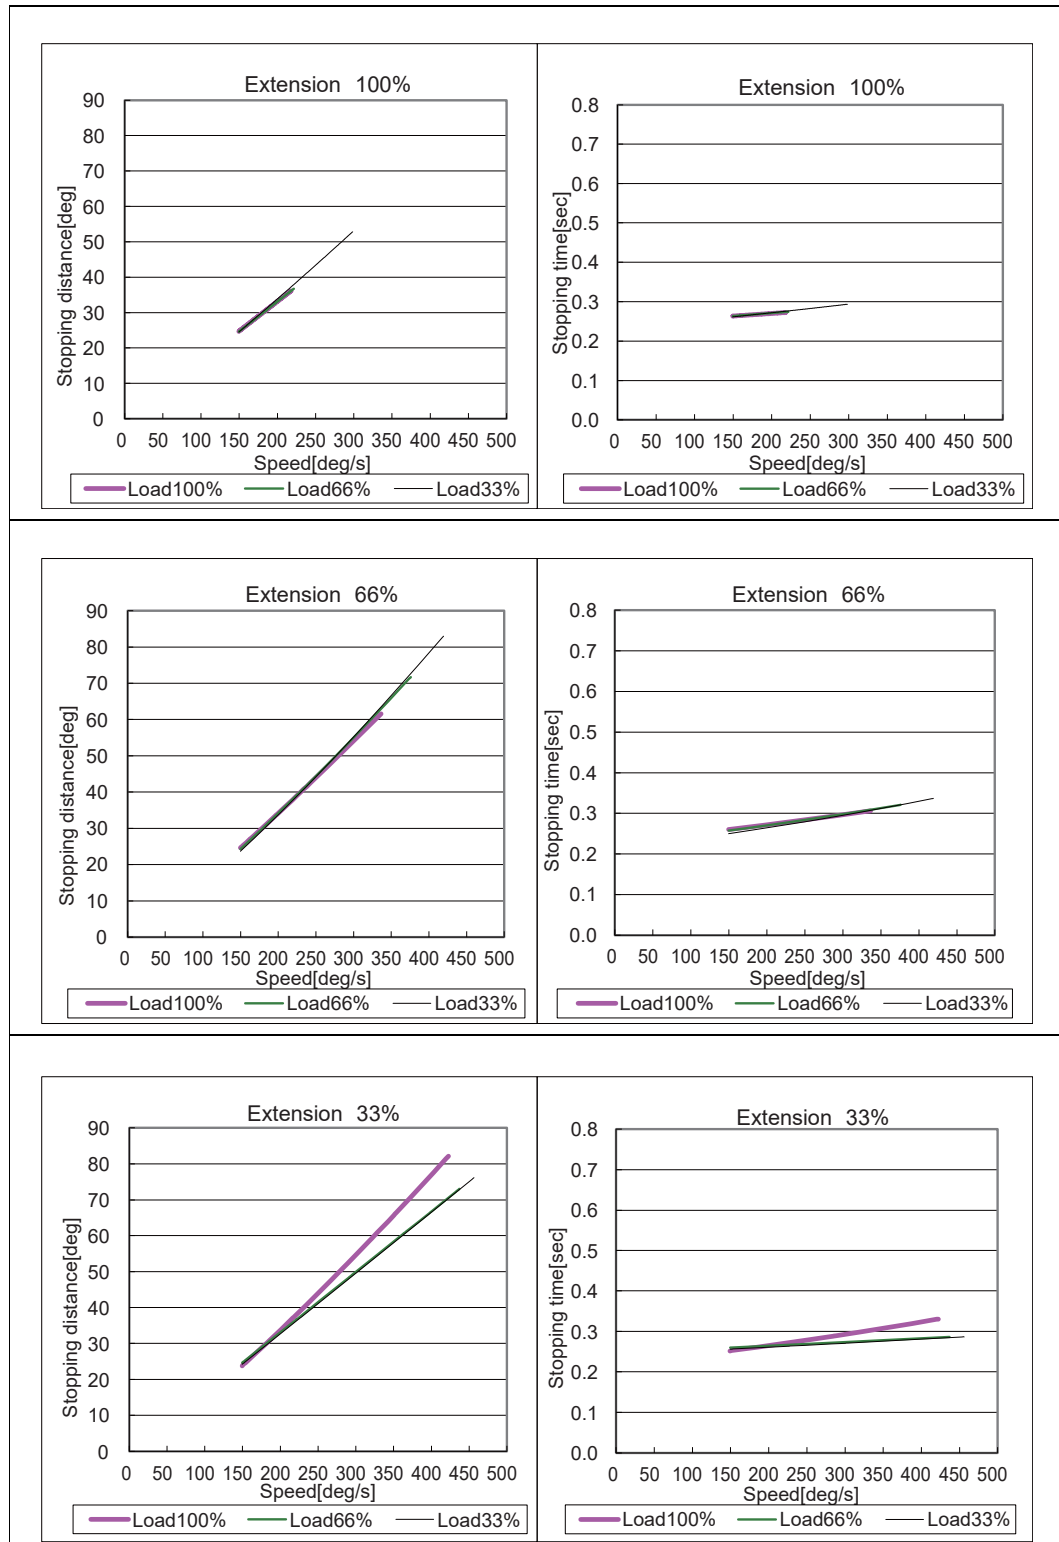 Extension 100%
Stopping distance[deg]
90
80
70
60
50
40
30
20
10
0
0 50 100 150 200 250 300 350 400 450 500
Speed[deg/s]
Load100% Load66% Load33%
Extension 100%
Stopping time[sec]
0.8
0.7
0.6
0.5
0.4
0.3
0.2
0.1
0.0
0 50 100 150 200 250 300 350 400 450 500
Speed[deg/s]
Load100% Load66% Load33%
Extension 66%
Stopping distance[deg]
90
80
70
60
50
40
30
20
10
0
0 50 100 150 200 250 300 350 400 450 500
Speed[deg/s]
Load100% Load66% Load33%
Extension 66%
Stopping time[sec]
0.8
0.7
0.6
0.5
0.4
0.3
0.2
0.1
0.0
0 50 100 150 200 250 300 350 400 450 500
Speed[deg/s]
Load100% Load66% Load33%
Extension 33%
Stopping distance[deg]
90
80
70
60
50
40
30
20
10
0
0 50 100 150 200 250 300 350 400 450 500
Speed[deg/s]
Load100% Load66% Load33%
Extension 33%
Stopping time[sec]
0.8
0.7
0.6
0.5
0.4
0.3
0.2
0.1
0.0
0 50 100 150 200 250 300 350 400 450 500
Speed[deg/s]
Load100% Load66% Load33%